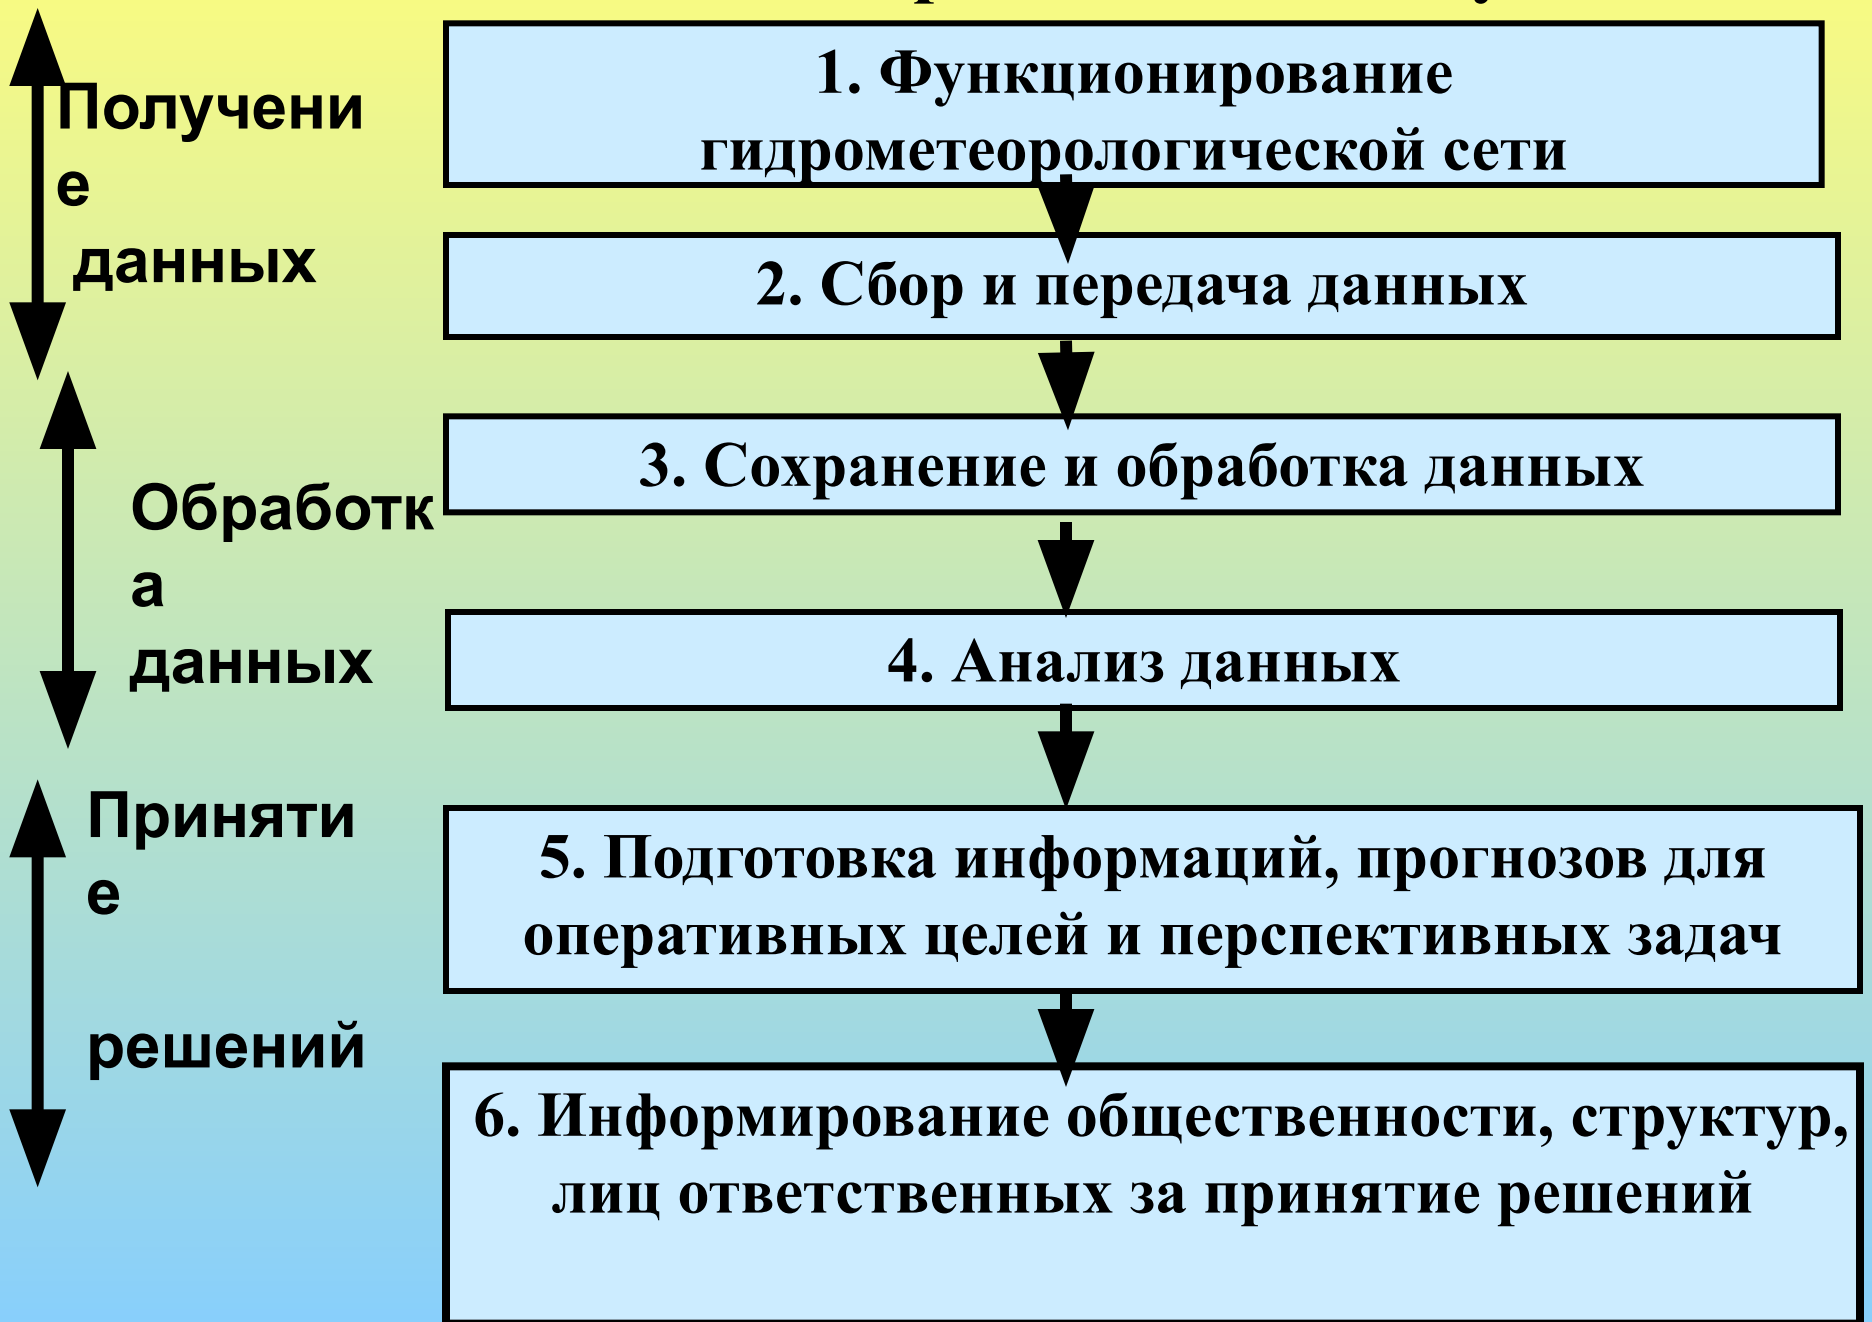 Получени
е
данных
1. Функционирование
гидрометеорологической сети
2. Сбор и передача данных
3. Сохранение и обработка данных
Обработк
а
данных
4. Анализ данных
Приняти
е
решений
5. Подготовка информаций, прогнозов для
оперативных целей и перспективных задач
6. Информирование общественности, структур,
лиц ответственных за принятие решений